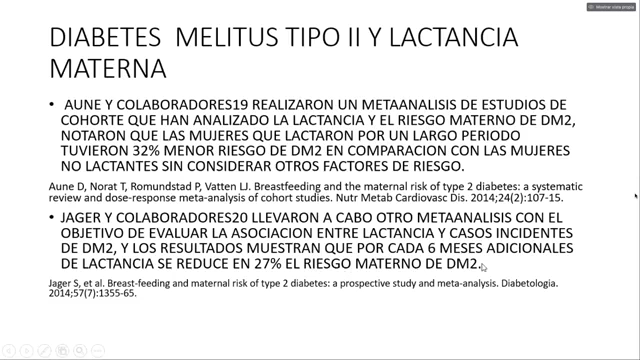 Mostrar vista propia
DIABETES MELITUS TIPO II Y LACTANCIA
MATERNA
• AUNE Y COLABORADORES19 REALIZARON UN METAANALISIS DE ESTUDIOS DE
COHORTE QUE HAN ANALIZADO LA LACTANCIA Y EL RIESGO MATERNO DE DM2,
NOTARON QUE LAS MUJERES QUE LACTARON POR UN LARGO PERIODO
TUVIERON 32% MENOR RIESGO DE DM2 EN COMPARACION CON LAS MUJERES
NO LACTANTES SIN CONSIDERAR OTROS FACTORES DE RIESGO.
Aune D, Norat T, Romundstad P, Vatten LJ. Breastfeeding and the maternal risk of type 2 diabetes: a systematic
review and dose-response meta-analysis of cohort studies. Nutr Metab Cardiovasc Dis. 2014;24(2):107-15.
• JAGER Y COLABORADORES20 LLEVARON A CABO OTRO METAANALISIS CON EL
OBJETIVO DE EVALUAR LA ASOCIACION ENTRE LACTANCIA Y CASOS INCIDENTES
DE DM2, Y LOS RESULTADOS MUESTRAN QUE POR CADA 6 MESES ADICIONALES
DE LACTANCIA SE REDUCE EN 27% EL RIESGO MATERNO DE DM2.
Jager S, et al. Breast-feeding and maternal risk of type 2 diabetes: a prospective study and meta-analysis. Diabetologia.
2014;57(7):1355-65.